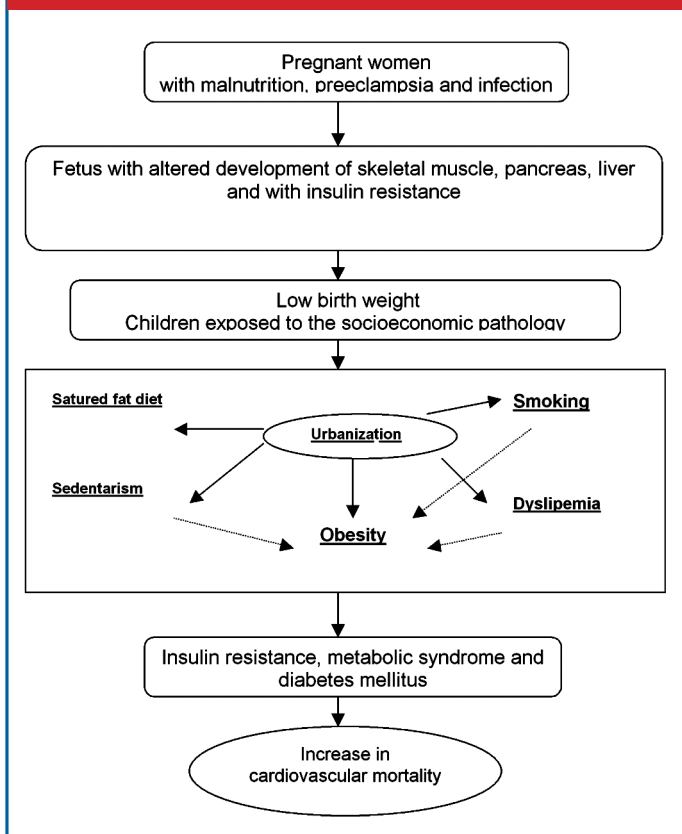 Pregnant women
with malnutrition, preeclampsia and infection
Fetus with altered development of skeletal muscle, pancreas, liver
and with insulin resistance
Low birth weight
Children exposed to the socioeconomic pathology
Satured fat diet
Smoking
Urbanization
Sedentarism
Dyslipemia
Obesity
Insulin resistance, metabolic syndrome and
diabetes mellitus
Increase in
cardiovascular mortality